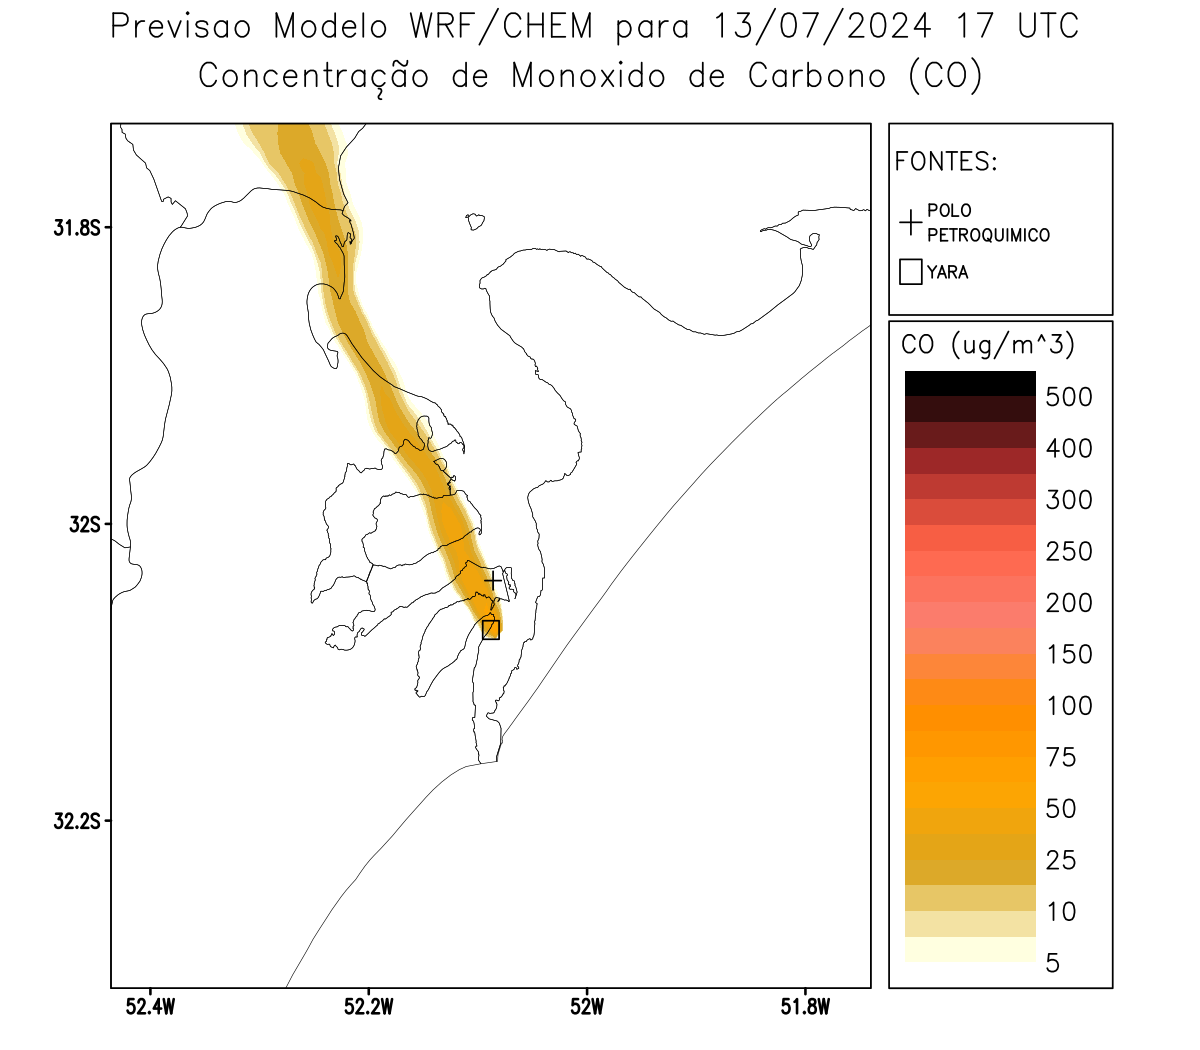 Previsao Modelo WRF/CHEM para 13/07/2024 17 UTC
Concentração de Monoxido de Carbono (CO)
FONTES:
POLO
PETROQUIMICO
YARA
CO (ug/m^3)
500
400
300
250
200
150
100
75
50
25
10
5
31.8S
32S
32.2S
52.4W
52.2W
52W
51.8W